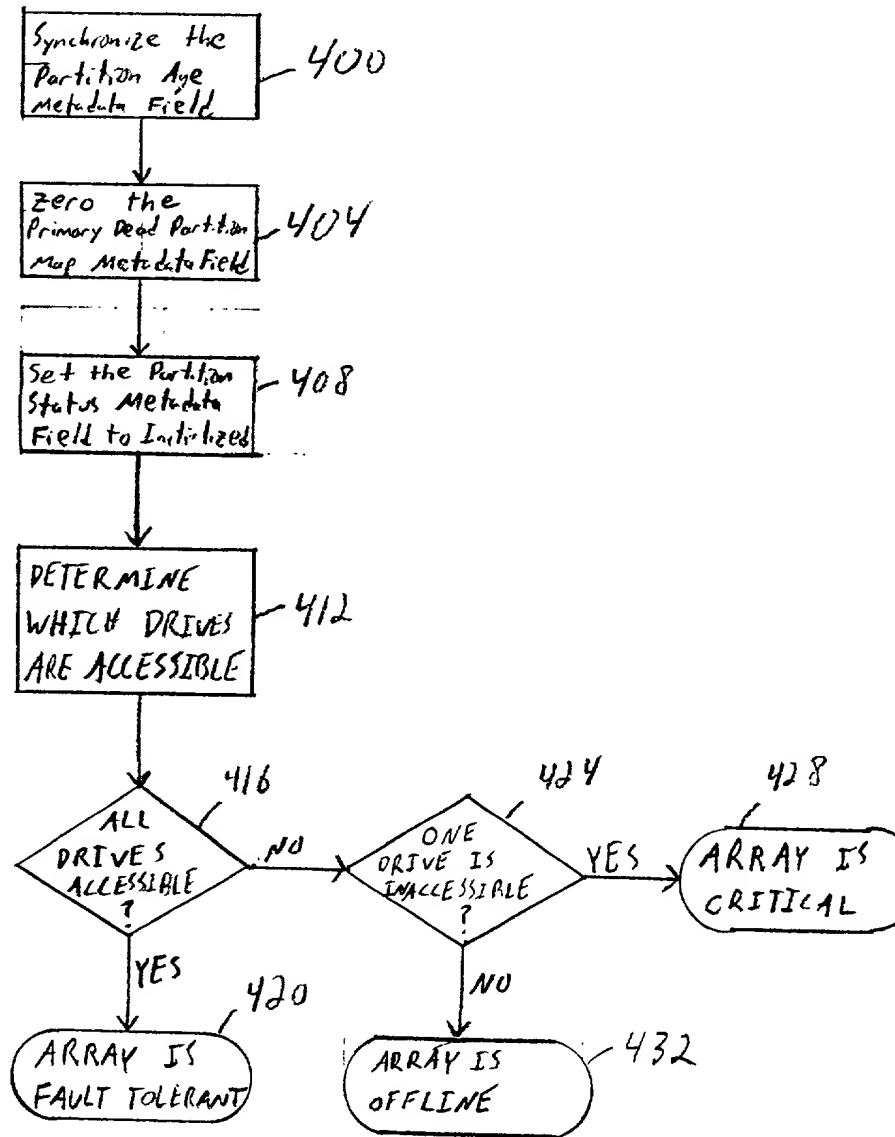 Synchronize the
Partition Age
Metadata Field
400
Zero the
Primary Dead Partition
Map Metadata Field
404
Set the Partition
Status Metadata
Field to Initilized
408
DETERMINE
WHICH DRIVES
ARE ACCESSIBLE
412
416
ALL
DRIVES
ACCESSIBLE
?
NO
YES
424
ONE
DRIVE IS
INACCESSIBLE
?
YES
NO
428
ARRAY IS
CRITICAL
420
ARRAY IS
FAULT TOLERANT
432
ARRAY IS
OFFLINE